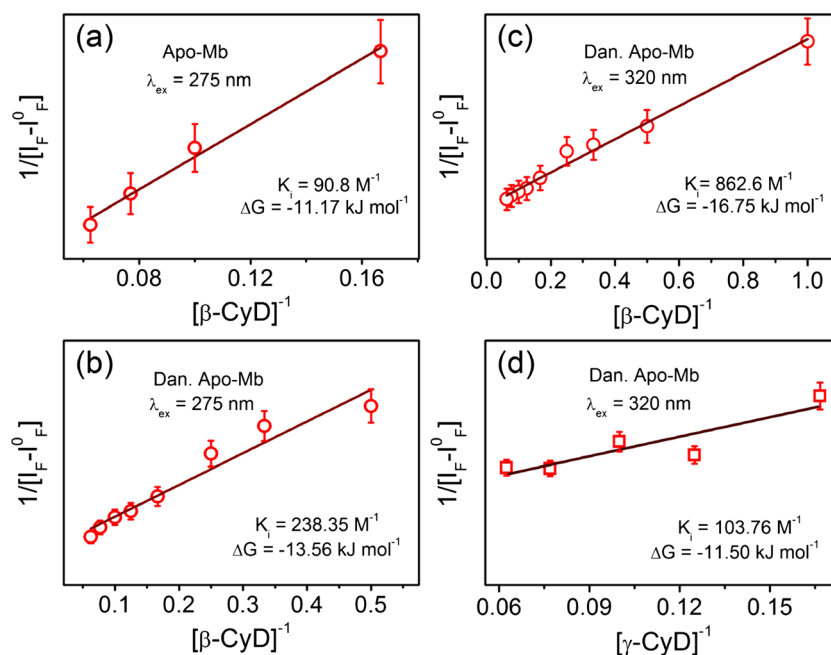 (a)
Apo-Mb
λex = 275 nm
Ki = 90.8 M-1
ΔG = -11.17 kJ mol-1
1/[IF-I0F]
0.08 0.12 0.16
[β-CyD]-1
(c)
Dan. Apo-Mb
λex = 320 nm
Ki = 862.6 M-1
ΔG = -16.75 kJ mol-1
1/[IF-I0F]
0.0 0.2 0.4 0.6 0.8 1.0
[β-CyD]-1
(b)
Dan. Apo-Mb
λex = 275 nm
Ki = 238.35 M-1
ΔG = -13.56 kJ mol-1
1/[IF-I0F]
0.1 0.2 0.3 0.4 0.5
[β-CyD]-1
(d)
Dan. Apo-Mb
λex = 320 nm
Ki = 103.76 M-1
ΔG = -11.50 kJ mol-1
1/[IF-I0F]
0.06 0.09 0.12 0.15
[γ-CyD]-1